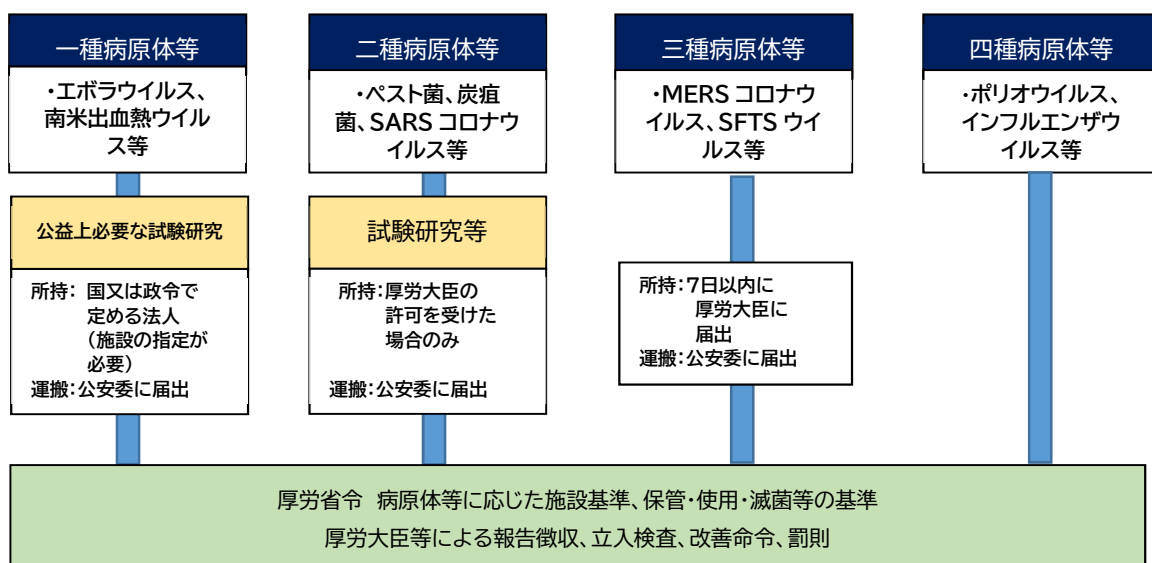 一種病原体等
・エボラウイルス、
南米出血熱ウイル
ス等
公益上必要な試験研究
所持： 国又は政令で
定める法人
（施設の指定が
必要）
運搬：公安委に届出
二種病原体等
・ペスト菌、炭疽
菌、SARS コロナウ
イルス等
試験研究等
所持：厚労大臣の
許可を受けた
場合のみ
運搬：公安委に届出
三種病原体等
・MERS コロナウ
イルス、SFTS ウイ
ルス等
所持：７日以内に
厚労大臣に
届出
運搬：公安委に届出
四種病原体等
・ポリオウイルス、
インフルエンザウ
イルス等
厚労省令 病原体等に応じた施設基準、保管・使用・滅菌等の基準
厚労大臣等による報告徴収、立入検査、改善命令、罰則